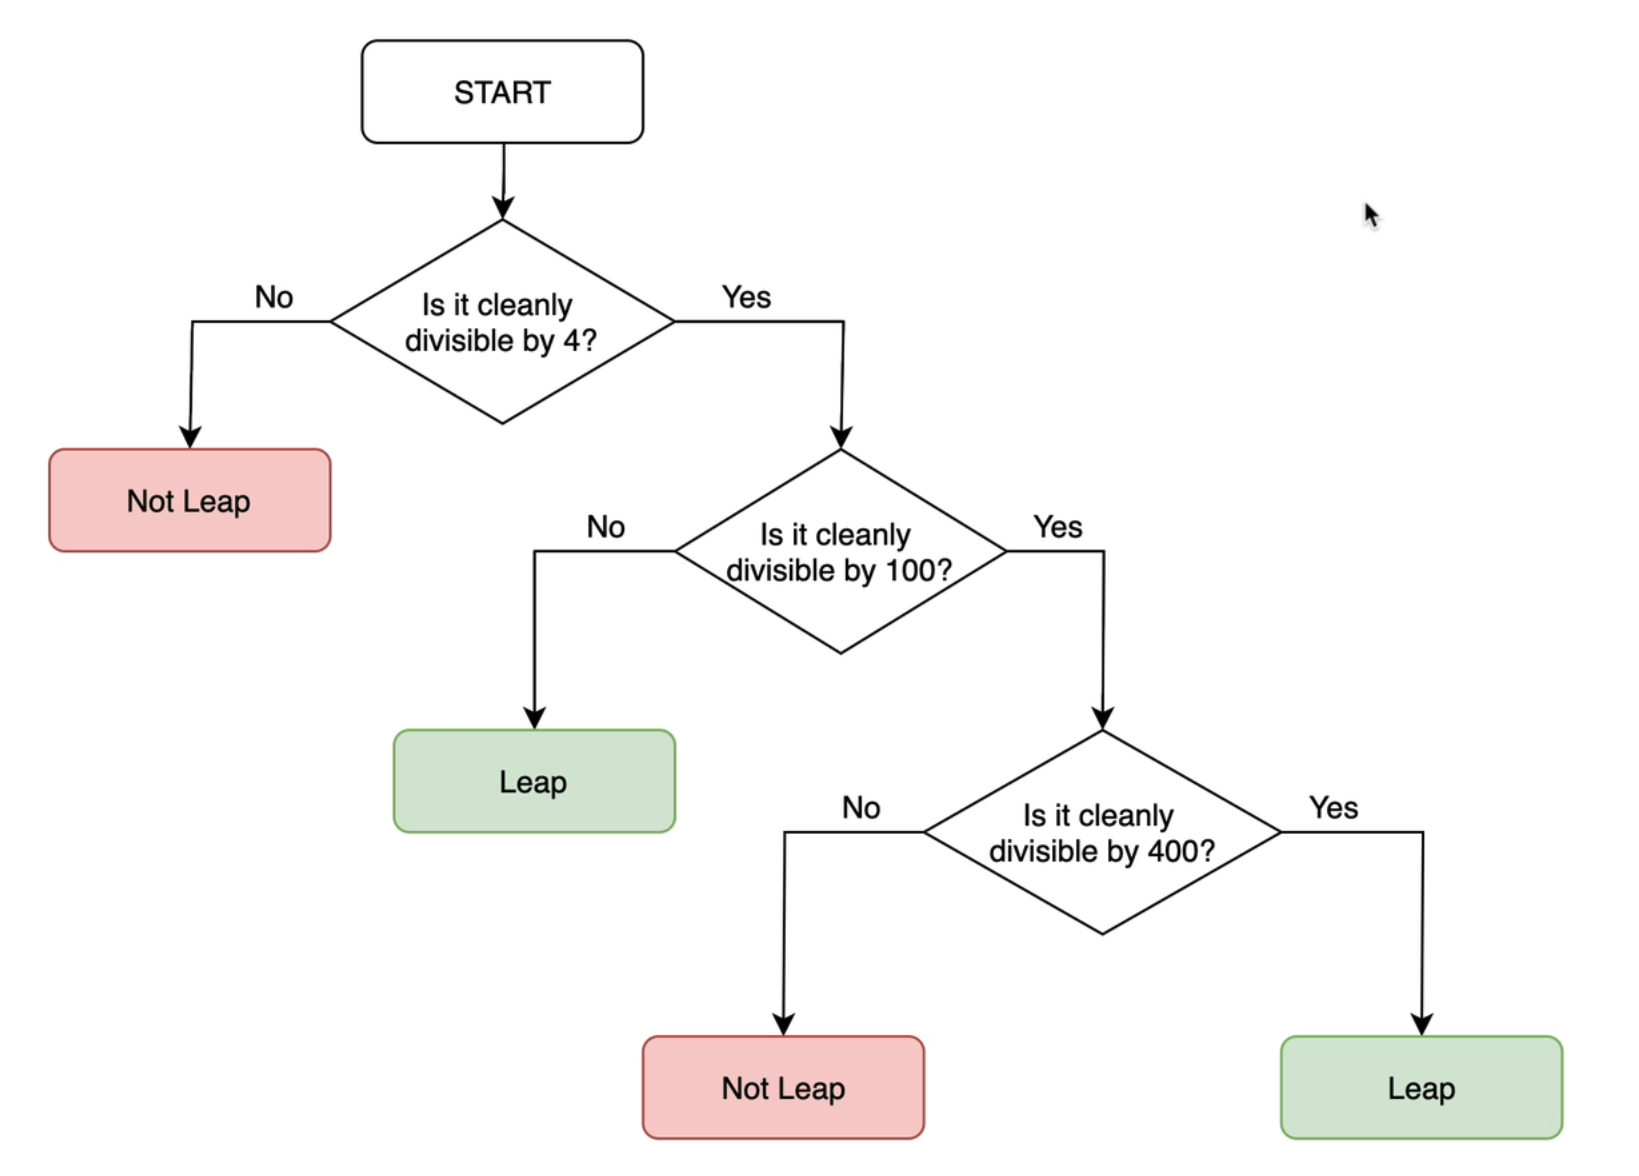 START
No
Yes
Is it cleanly
divisible by 4?
Not Leap
No
Yes
Is it cleanly
divisible by 100?
Leap
No
Yes
Is it cleanly
divisible by 400?
Not Leap
Leap